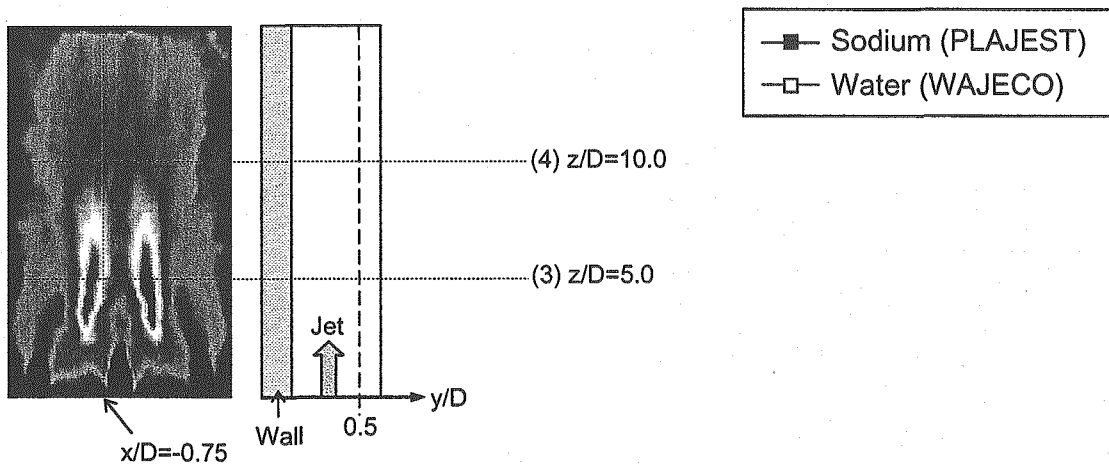 Sodium (PLAJEST)
Water (WAJECO)
(4) z/D=10.0
(3) z/D=5.0
Jet
y/D
Wall
0.5
x/D=-0.75